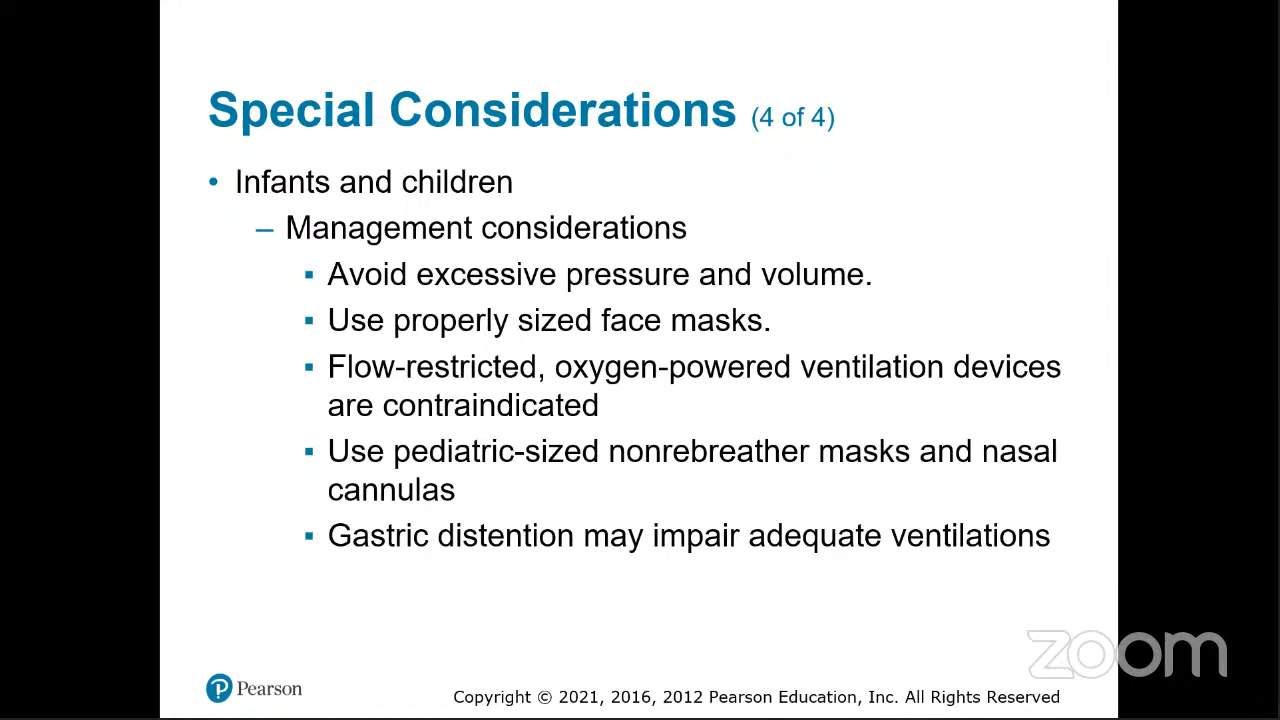 Special Considerations (4 of 4)
• Infants and children
– Management considerations
▪ Avoid excessive pressure and volume.
▪ Use properly sized face masks.
▪ Flow-restricted, oxygen-powered ventilation devices
are contraindicated
▪ Use pediatric-sized nonrebreather masks and nasal
cannulas
▪ Gastric distention may impair adequate ventilations
zoom
Pearson
Copyright © 2021, 2016, 2012 Pearson Education, Inc. All Rights Reserved